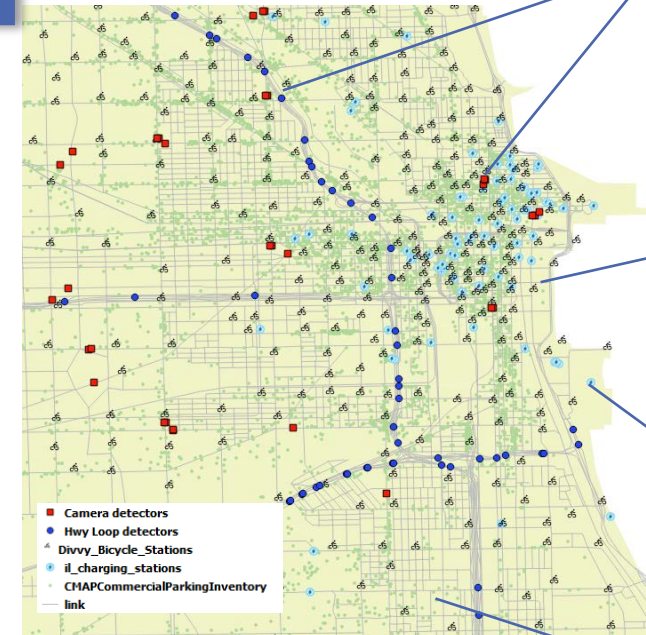 Camera detectors
Hwy Loop detectors
Divvy_Bicycle_Stations
il_charging_stations
CMAPCommercialParkingInventory
link